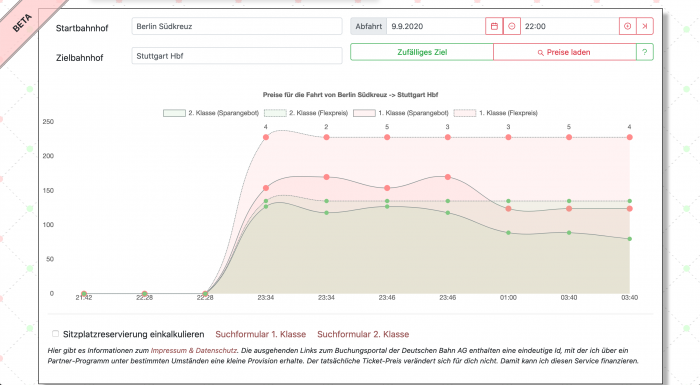 BETA
Startbahnhof Berlin Südkreuz Abfahrt 9.9.2020 22:00
Zielbahnhof Stuttgart Hbf Zufälliges Ziel Preise laden ?
Preise für die Fahrt von Berlin Südkreuz -> Stuttgart Hbf
2. Klasse (Sparangebot) 2. Klasse (Flexpreis) 1. Klasse (Sparangebot) 1. Klasse (Flexpreis)
250
4 2 5 3 3 5 4
200
150
100
50
0
21:42 22:28 22:28 23:34 23:34 23:46 23:46 01:00 03:40 03:40
Sitzplatzreservierung einkalkulieren Suchformular 1. Klasse Suchformular 2. Klasse
Hier gibt es Informationen zum Impressum & Datenschutz. Die ausgehenden Links zum Buchungsportal der Deutschen Bahn AG enthalten eine eindeutige Id, mit der ich über ein
Partner-Programm unter bestimmten Umständen eine kleine Provision erhalte. Der tatsächliche Ticket-Preis verändert sich für dich nicht. Damit kann ich diesen Service finanzieren.